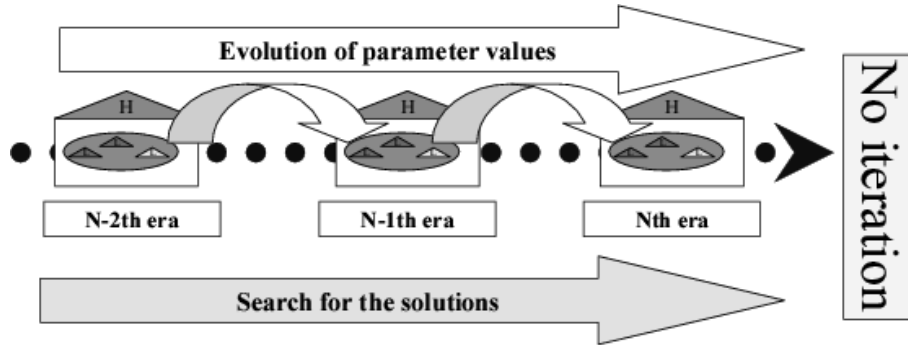 Evolution of parameter values
H
H
H
N-2th era
N-1th era
Nth era
Search for the solutions
No iteration